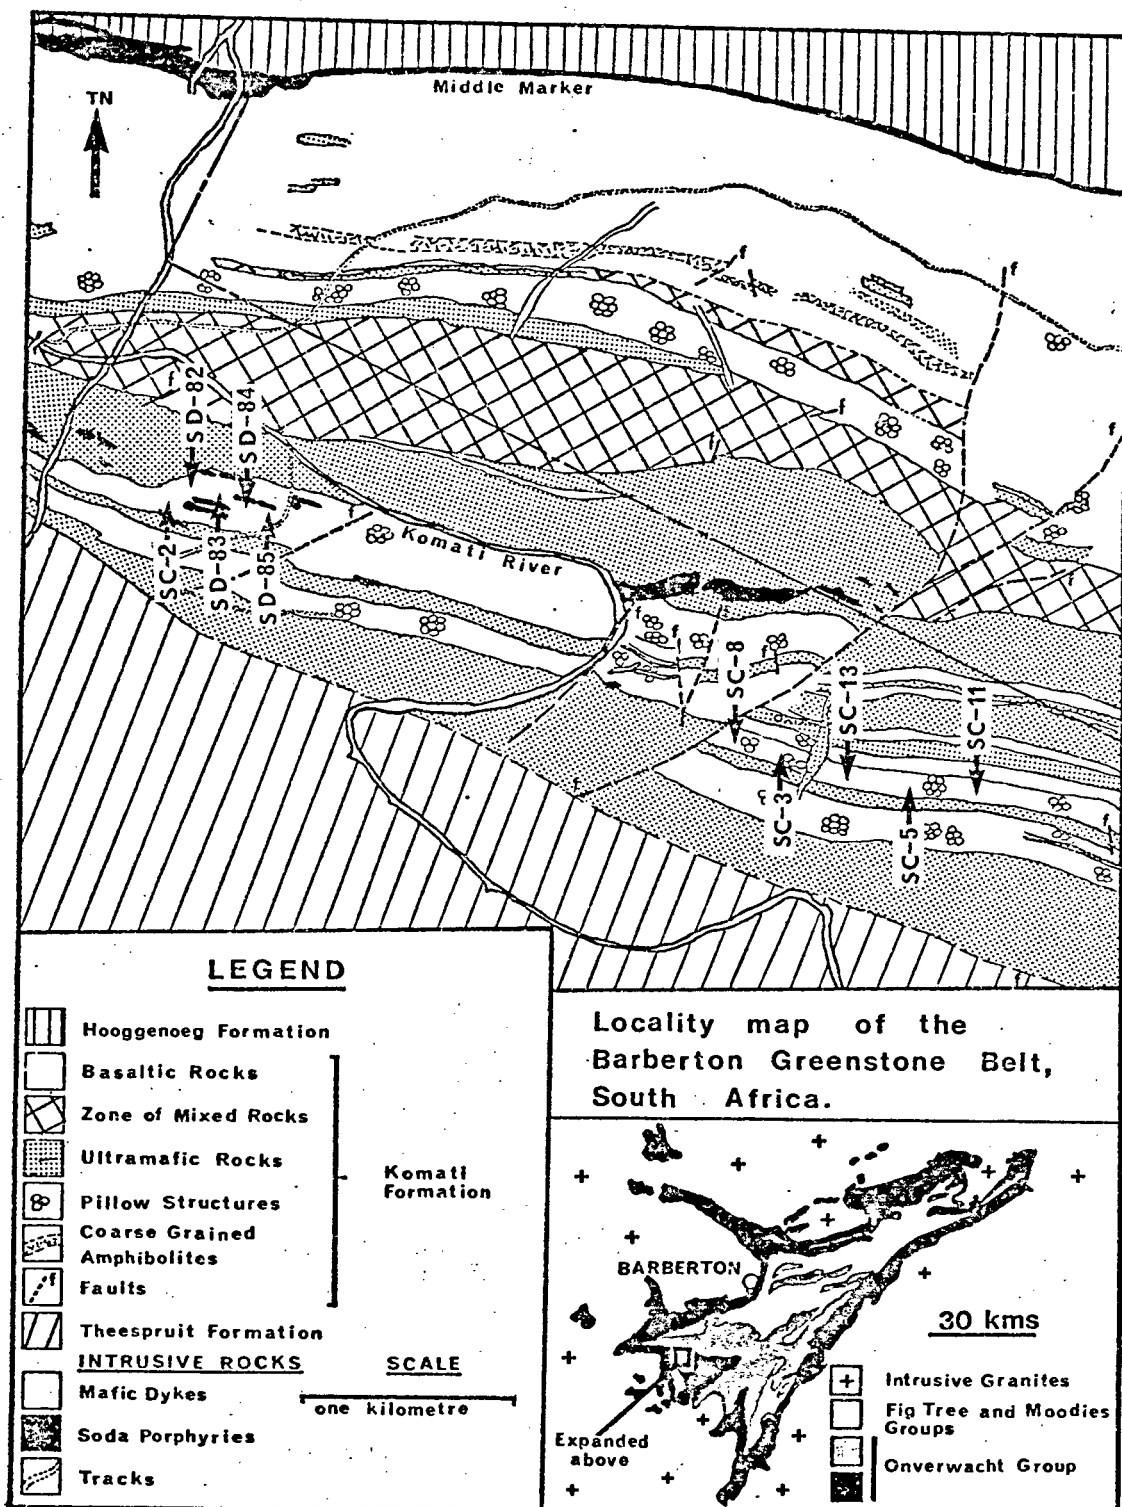 Middle Marker
TN
f
f
f
f
f
f
SD-82
SD-84
SC-2
SD-83
SD-85
f
Komati River
f
f
f
f
f
SC-8
SC-13
SC-11
SC-3
SC-5
f
f
f
LEGEND
Hooggenoeg Formation
Basaltic Rocks
Zone of Mixed Rocks
Ultramafic Rocks
Pillow Structures
Coarse Grained
Amphibolites
f
Faults
Komati
Formation
Theespruit Formation
INTRUSIVE ROCKS
Mafic Dykes
Soda Porphyries
Tracks
SCALE
one kilometre
Locality map of the
Barberton Greenstone Belt,
South Africa.
BARBERTON
30 kms
Expanded
above
Intrusive Granites
Fig Tree and Moodies
Groups
Onverwacht Group